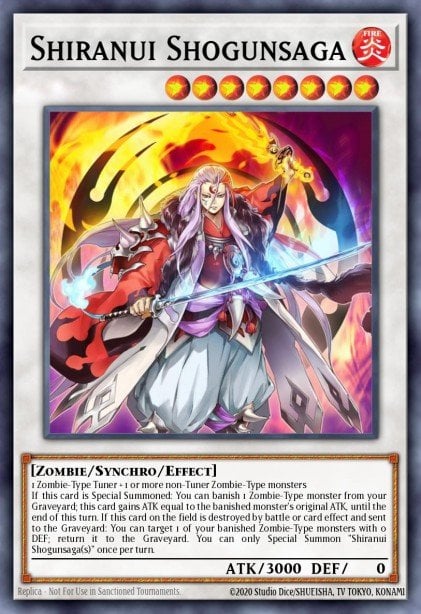 SHIRANUI SHOGUNSAGA
FIRE
炎
[ZOMBIE/SYNCHRO/EFFECT]
1 Zombie-Type Tuner + 1 or more non-Tuner Zombie-Type monsters
If this card is Special Summoned: You can banish 1 Zombie-Type monster from your
Graveyard; this card gains ATK equal to the banished monster's original ATK, until the
end of this turn. If this card on the field is destroyed by battle or card effect and sent
to the Graveyard: You can target 1 of your banished Zombie-Type monsters with 0
DEF; return it to the Graveyard. You can only Special Summon "Shiranui
Shogunsaga(s)" once per turn.
ATK/3000 DEF/ 0
Replica - Not For Use in Sanctioned Tournaments. ©2020 Studio Dice/SHUEISHA, TV TOKYO, KONAMI